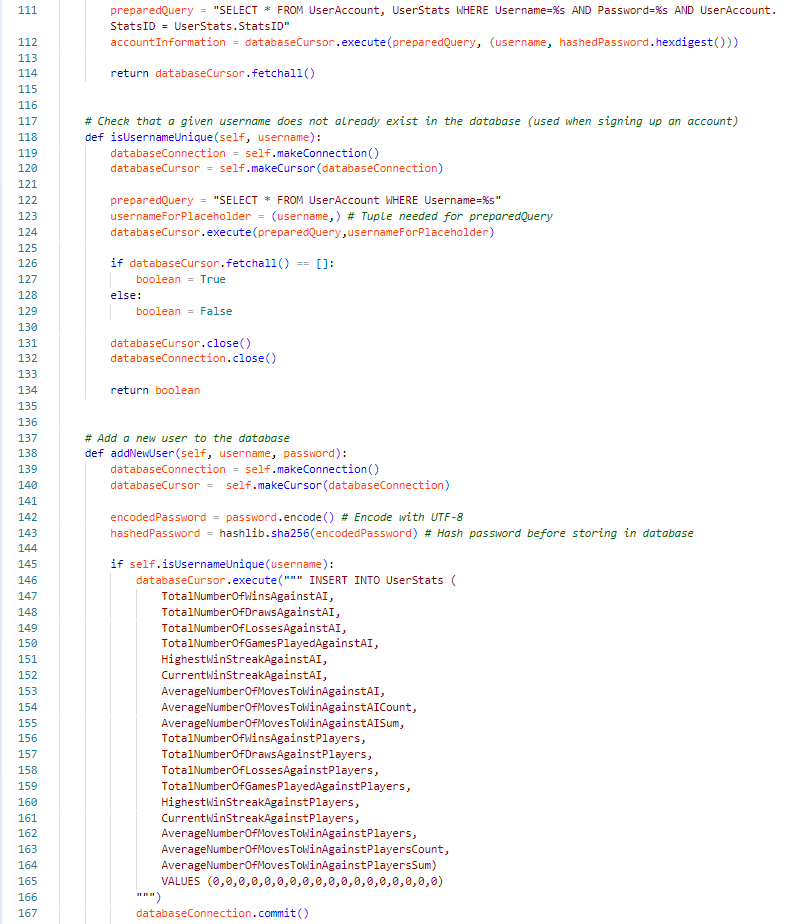 111 preparedQuery = "SELECT * FROM UserAccount, UserStats WHERE Username=%s AND Password=%s AND UserAccount.
StatsID = UserStats.StatsID"
112 accountInformation = databaseCursor.execute(preparedQuery, (username, hashedPassword.hexdigest()))
113
114 return databaseCursor.fetchall()
115
116
117 # Check that a given username does not already exist in the database (used when signing up an account)
118 def isUsernameUnique(self, username):
119 databaseConnection = self.makeConnection()
120 databaseCursor = self.makeCursor(databaseConnection)
121
122 preparedQuery = "SELECT * FROM UserAccount WHERE Username=%s"
123 usernameForPlaceholder = (username,) # Tuple needed for preparedQuery
124 databaseCursor.execute(preparedQuery,usernameForPlaceholder)
125
126 if databaseCursor.fetchall() == []:
127 boolean = True
128 else:
129 boolean = False
130
131 databaseCursor.close()
132 databaseConnection.close()
133
134 return boolean
135
136
137 # Add a new user to the database
138 def addNewUser(self, username, password):
139 databaseConnection = self.makeConnection()
140 databaseCursor =  self.makeCursor(databaseConnection)
141
142 encodedPassword = password.encode() # Encode with UTF-8
143 hashedPassword = hashlib.sha256(encodedPassword) # Hash password before storing in database
144
145 if self.isUsernameUnique(username):
146 databaseCursor.execute(""" INSERT INTO UserStats (
147 TotalNumberOfWinsAgainstAI,
148 TotalNumberOfDrawsAgainstAI,
149 TotalNumberOfLossesAgainstAI,
150 TotalNumberOfGamesPlayedAgainstAI,
151 HighestWinStreakAgainstAI,
152 CurrentWinStreakAgainstAI,
153 AverageNumberOfMovesToWinAgainstAI,
154 AverageNumberOfMovesToWinAgainstAICount,
155 AverageNumberOfMovesToWinAgainstAISum,
156 TotalNumberOfWinsAgainstPlayers,
157 TotalNumberOfDrawsAgainstPlayers,
158 TotalNumberOfLossesAgainstPlayers,
159 TotalNumberOfGamesPlayedAgainstPlayers,
160 HighestWinStreakAgainstPlayers,
161 CurrentWinStreakAgainstPlayers,
162 AverageNumberOfMovesToWinAgainstPlayers,
163 AverageNumberOfMovesToWinAgainstPlayersCount,
164 AverageNumberOfMovesToWinAgainstPlayersSum)
165 VALUES (0,0,0,0,0,0,0,0,0,0,0,0,0,0,0,0,0,0)
166 """)
167 databaseConnection.commit()